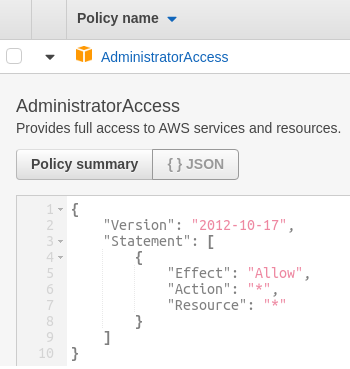 Policy name
AdministratorAccess
AdministratorAccess
Provides full access to AWS services and resources.
Policy summary { } JSON
1 {
2 "Version": "2012-10-17",
3 "Statement": [
4 {
5 "Effect": "Allow",
6 "Action": "*",
7 "Resource": "*"
8 }
9 ]
10 }